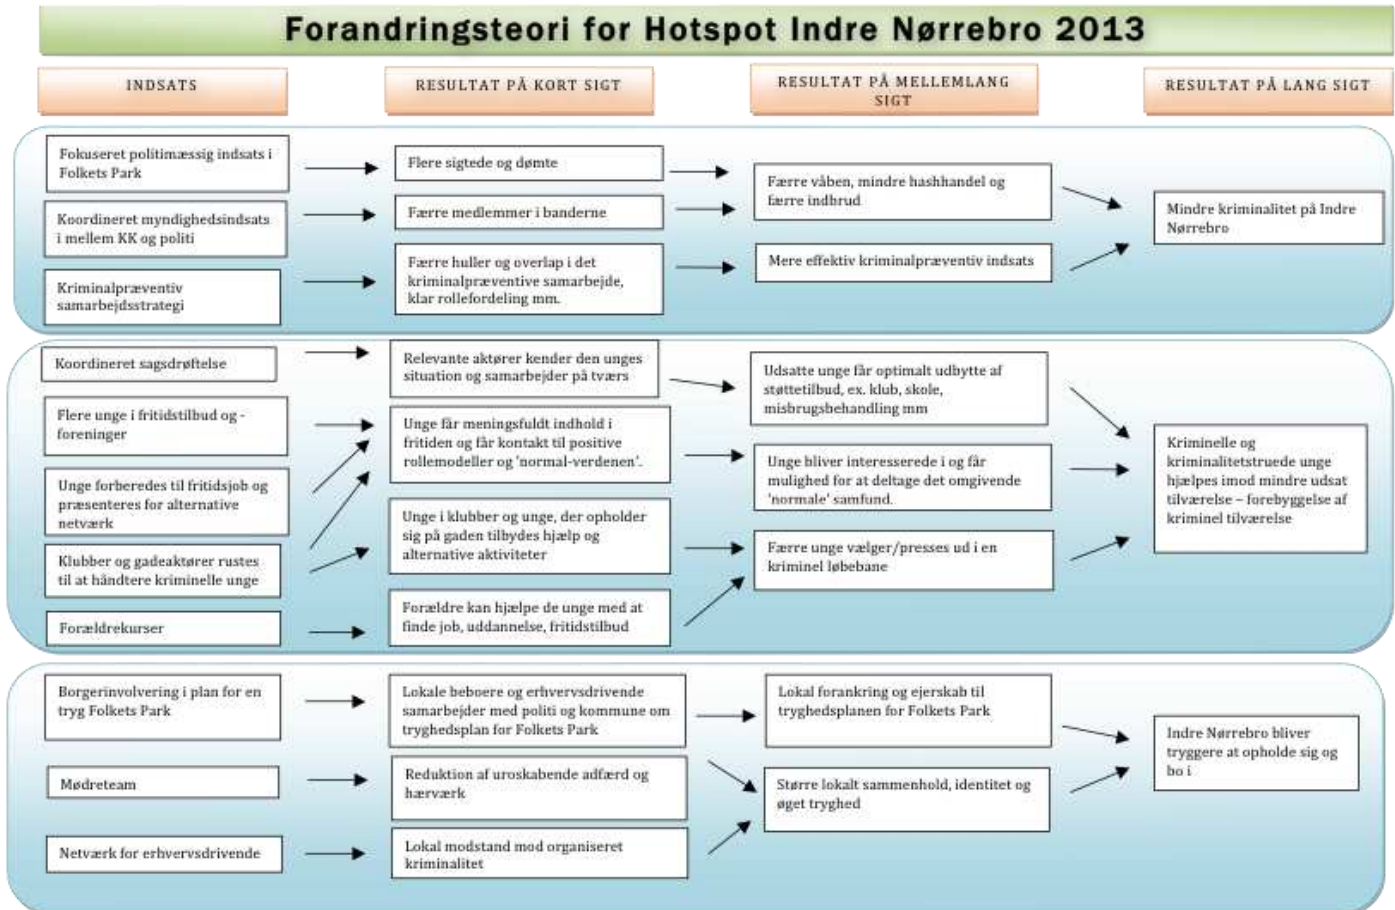 Forandringsteori for Hotspot Indre Nørrebro 2013
INDSATS
RESULTAT PÅ KORT SIGT
RESULTAT PÅ MELLEMLANG
SIGT
RESULTAT PÅ LANG SIGT
Fokuseret politimæssig indsats i
Folkets Park
Koordineret myndighedsindsats
i mellem KK og politi
Kriminalpræventiv
samarbejdsstrategi
Flere sigtede og dømte
Færre medlemmer i banderne
Færre huller og overlap i det
kriminalpræventive samarbejde,
klar rollefordeling mm.
Færre våben, mindre hashhandel og
færre indbrud
Mere effektiv kriminalpræventiv indsats
Mindre kriminalitet på Indre
Nørrebro
Koordineret sagsdrøftelse
Flere unge i fritidstilbud og -
foreninger
Unge forberedes til fritidsjob og
præsenteres for alternative
netværk
Klubber og gadeaktører rustes
til at håndtere kriminelle unge
Forældrekurser
Relevante aktører kender den unges
situation og samarbejder på tværs
Unge får meningsfuldt indhold i
fritiden og får kontakt til positive
rollemodeller og 'normal-verdenen'.
Unge i klubber og unge, der opholder
sig på gaden tilbydes hjælp og
alternative aktiviteter
Forældre kan hjælpe de unge med at
finde job, uddannelse, fritidstilbud
Udsatte unge får optimalt udbytte af
støttetilbud, ex. klub, skole,
misbrugsbehandling mm
Unge bliver interesserede i og får
mulighed for at deltage det omgivende
'normale' samfund.
Færre unge vælger/presses ud i en
kriminel løbebane
Kriminelle og
kriminalitetstruede unge
hjælpes imod mindre udsat
tilværelse – forebyggelse af
kriminel tilværelse
Borgerinvolvering i plan for en
tryg Folkets Park
Mødreteam
Netværk for erhvervsdrivende
Lokale beboere og erhvervsdrivende
samarbejder med politi og kommune om
tryghedsplan for Folkets Park
Reduktion af uroskabende adfærd og
hærværk
Lokal modstand mod organiseret
kriminalitet
Lokal forankring og ejerskab til
tryghedsplanen for Folkets Park
Større lokalt sammenhold, identitet og
øget tryghed
Indre Nørrebro bliver
tryggere at opholde sig og
bo i